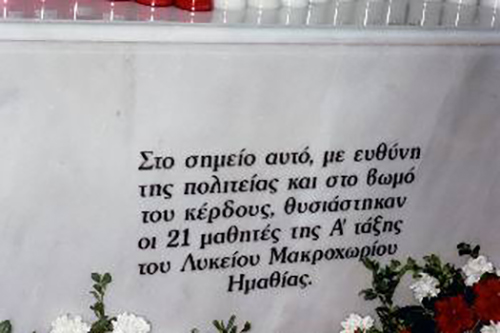 Στο σημείο αυτό, με ευθύνη
της πολιτείας και στο βωμό
του κέρδους, θυσιάστηκαν
οι 21 μαθητές της Α' τάξης
του Λυκείου Μακροχωρίου
Ημαθίας.